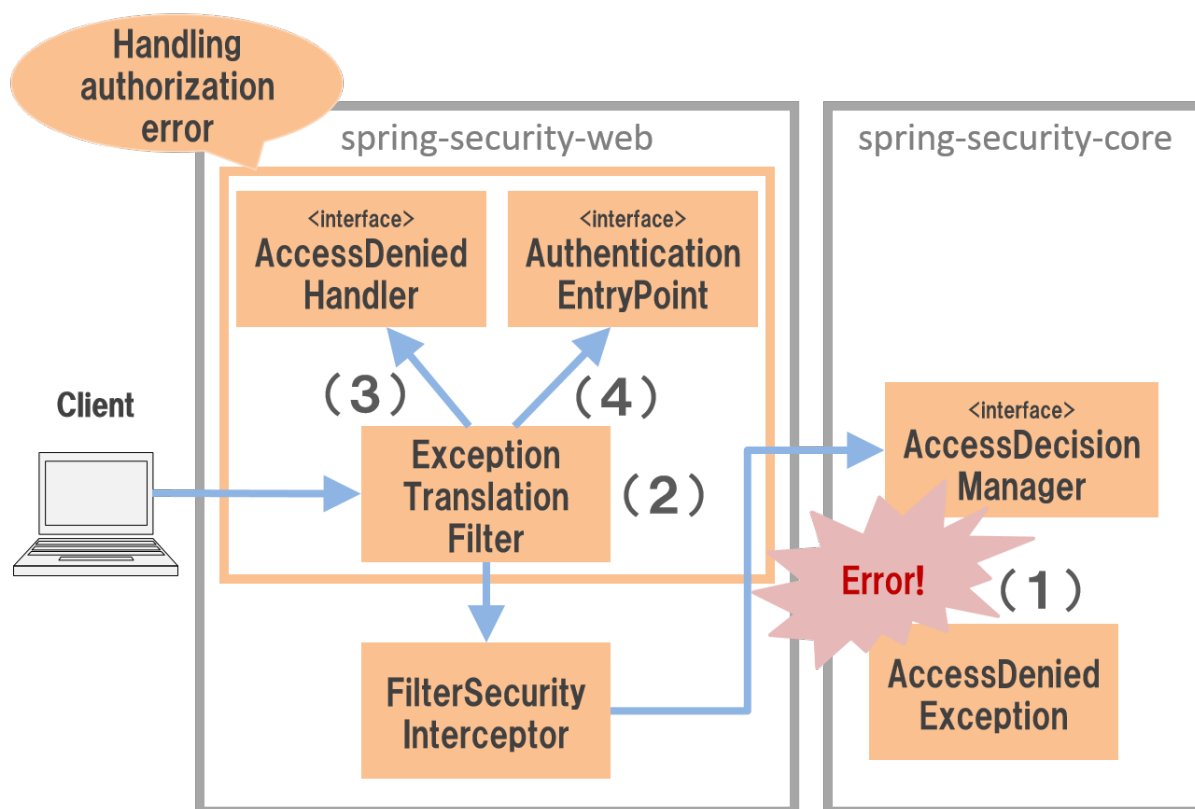 Handling
authorization
error
spring-security-web
spring-security-core
<interface>
AccessDenied
Handler
<interface>
Authentication
EntryPoint
(3)
(4)
Client
Exception
Translation
Filter
(2)
<interface>
AccessDecision
Manager
Error!
(1)
FilterSecurity
Interceptor
AccessDenied
Exception